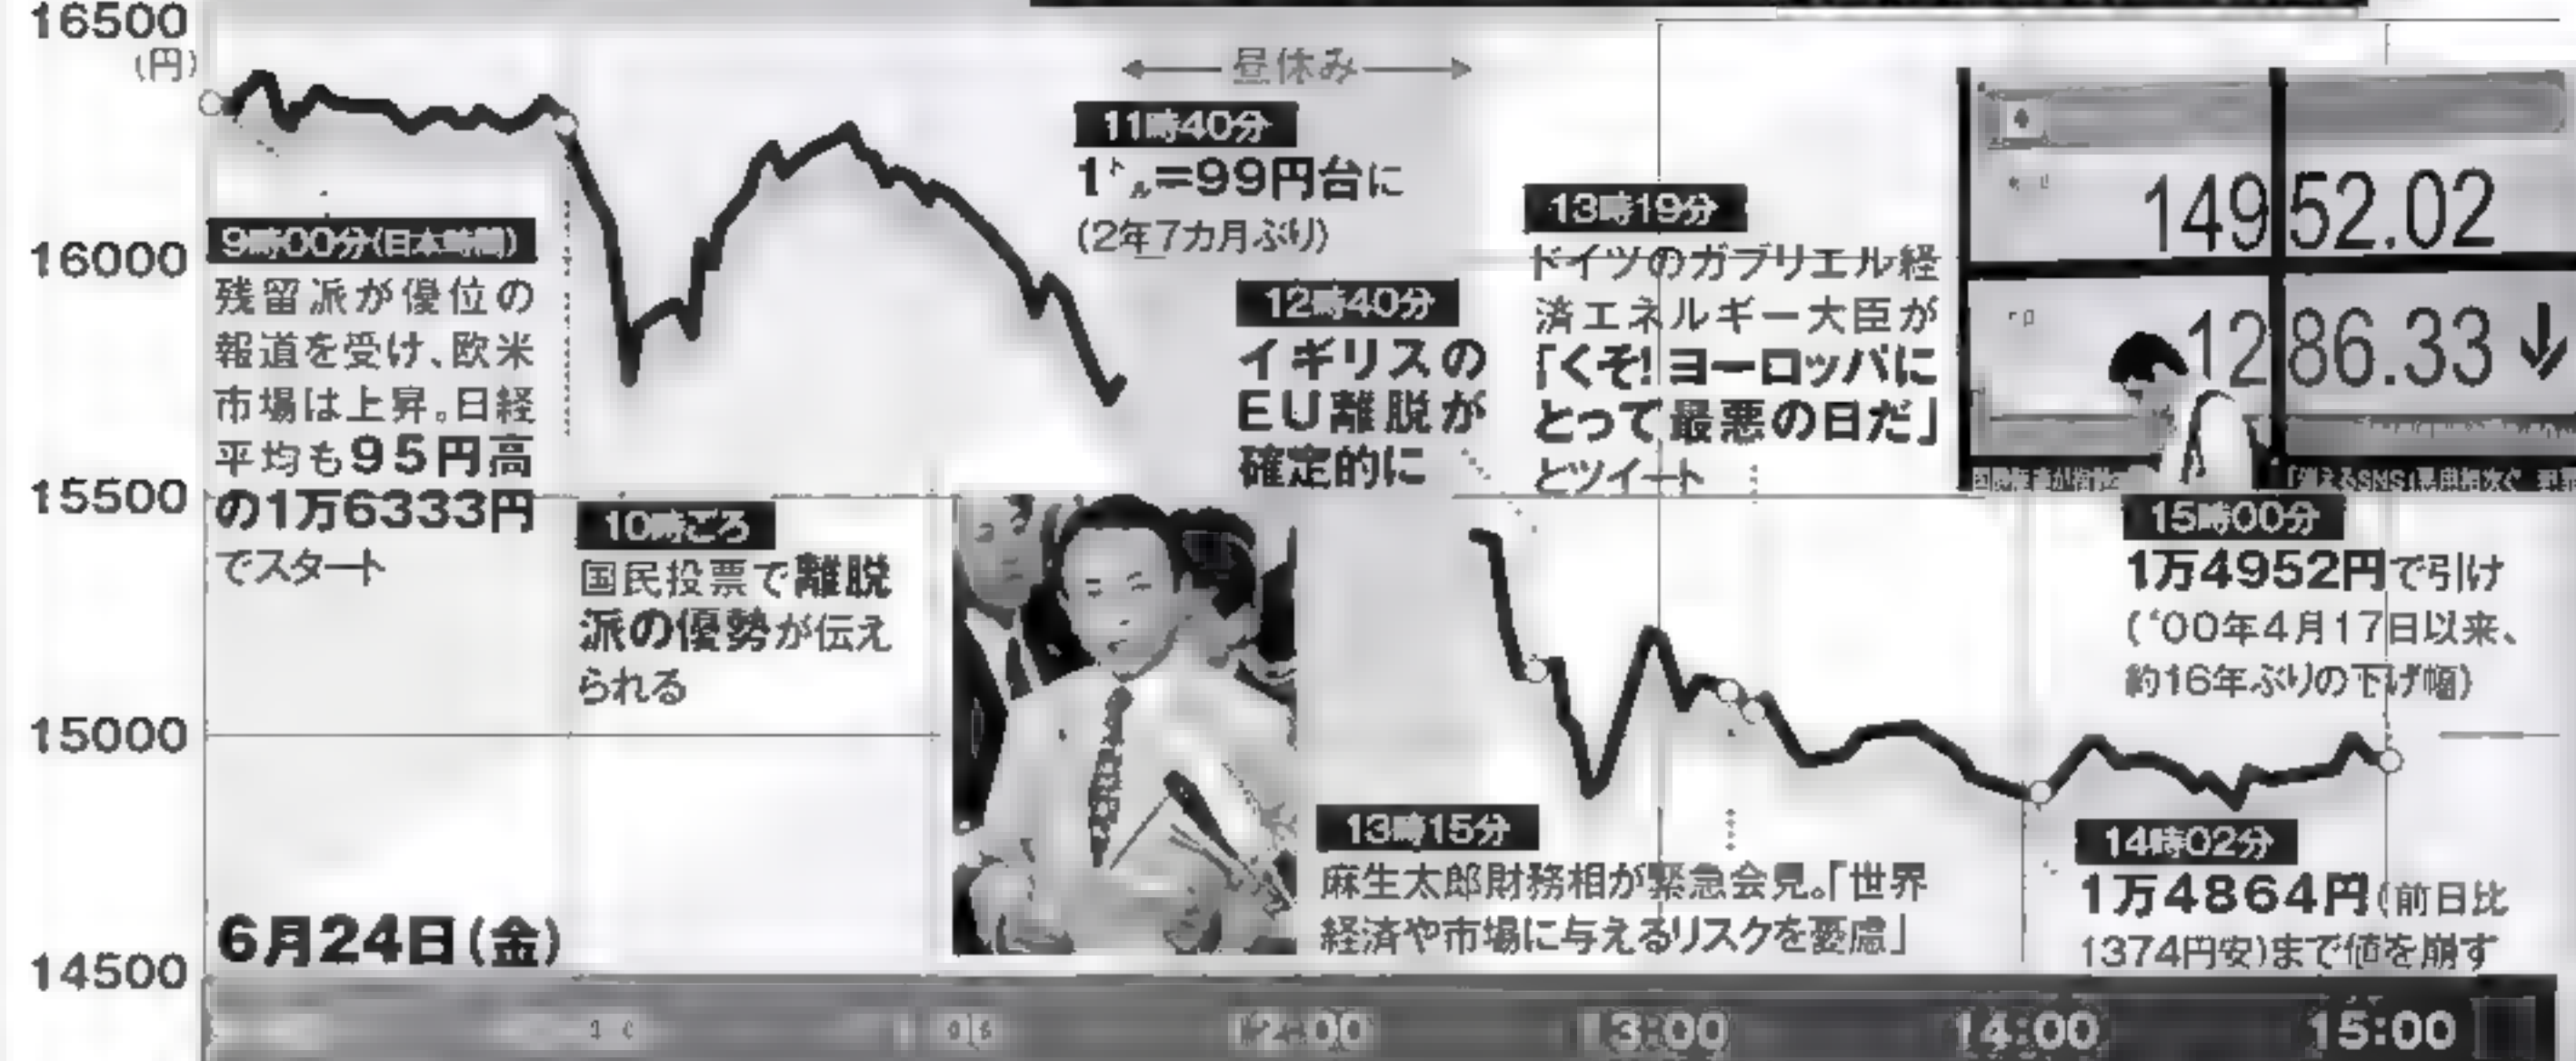 16500
(円)
16000
15500
15000
14500
昼休み
9時00分(日本時間)
残留派が優位の
報道を受け、欧米
市場は上昇。日経
平均も95円高
の1万6333円
でスタート
10時ごろ
国民投票で離脱
派の優勢が伝え
られる
11時40分
1㌦=99円台に
(2年7カ月ぶり)
12時40分
イギリスの
EU離脱が
確定的に
13時19分
ドイツのガブリエル経
済エネルギー大臣が
「くそ! ヨーロッパに
とって最悪の日だ」
とツイート
14952.02
1286.33↓
15時00分
1万4952円で引け
(‘00年4月17日以来、
約16年ぶりの下げ幅)
13時15分
麻生太郎財務相が緊急会見。「世界
経済や市場に与えるリスクを憂慮」
14時02分
1万4864円(前日比
1374円安)まで値を崩す
6月24日(金)
13:00
14:00
15:00